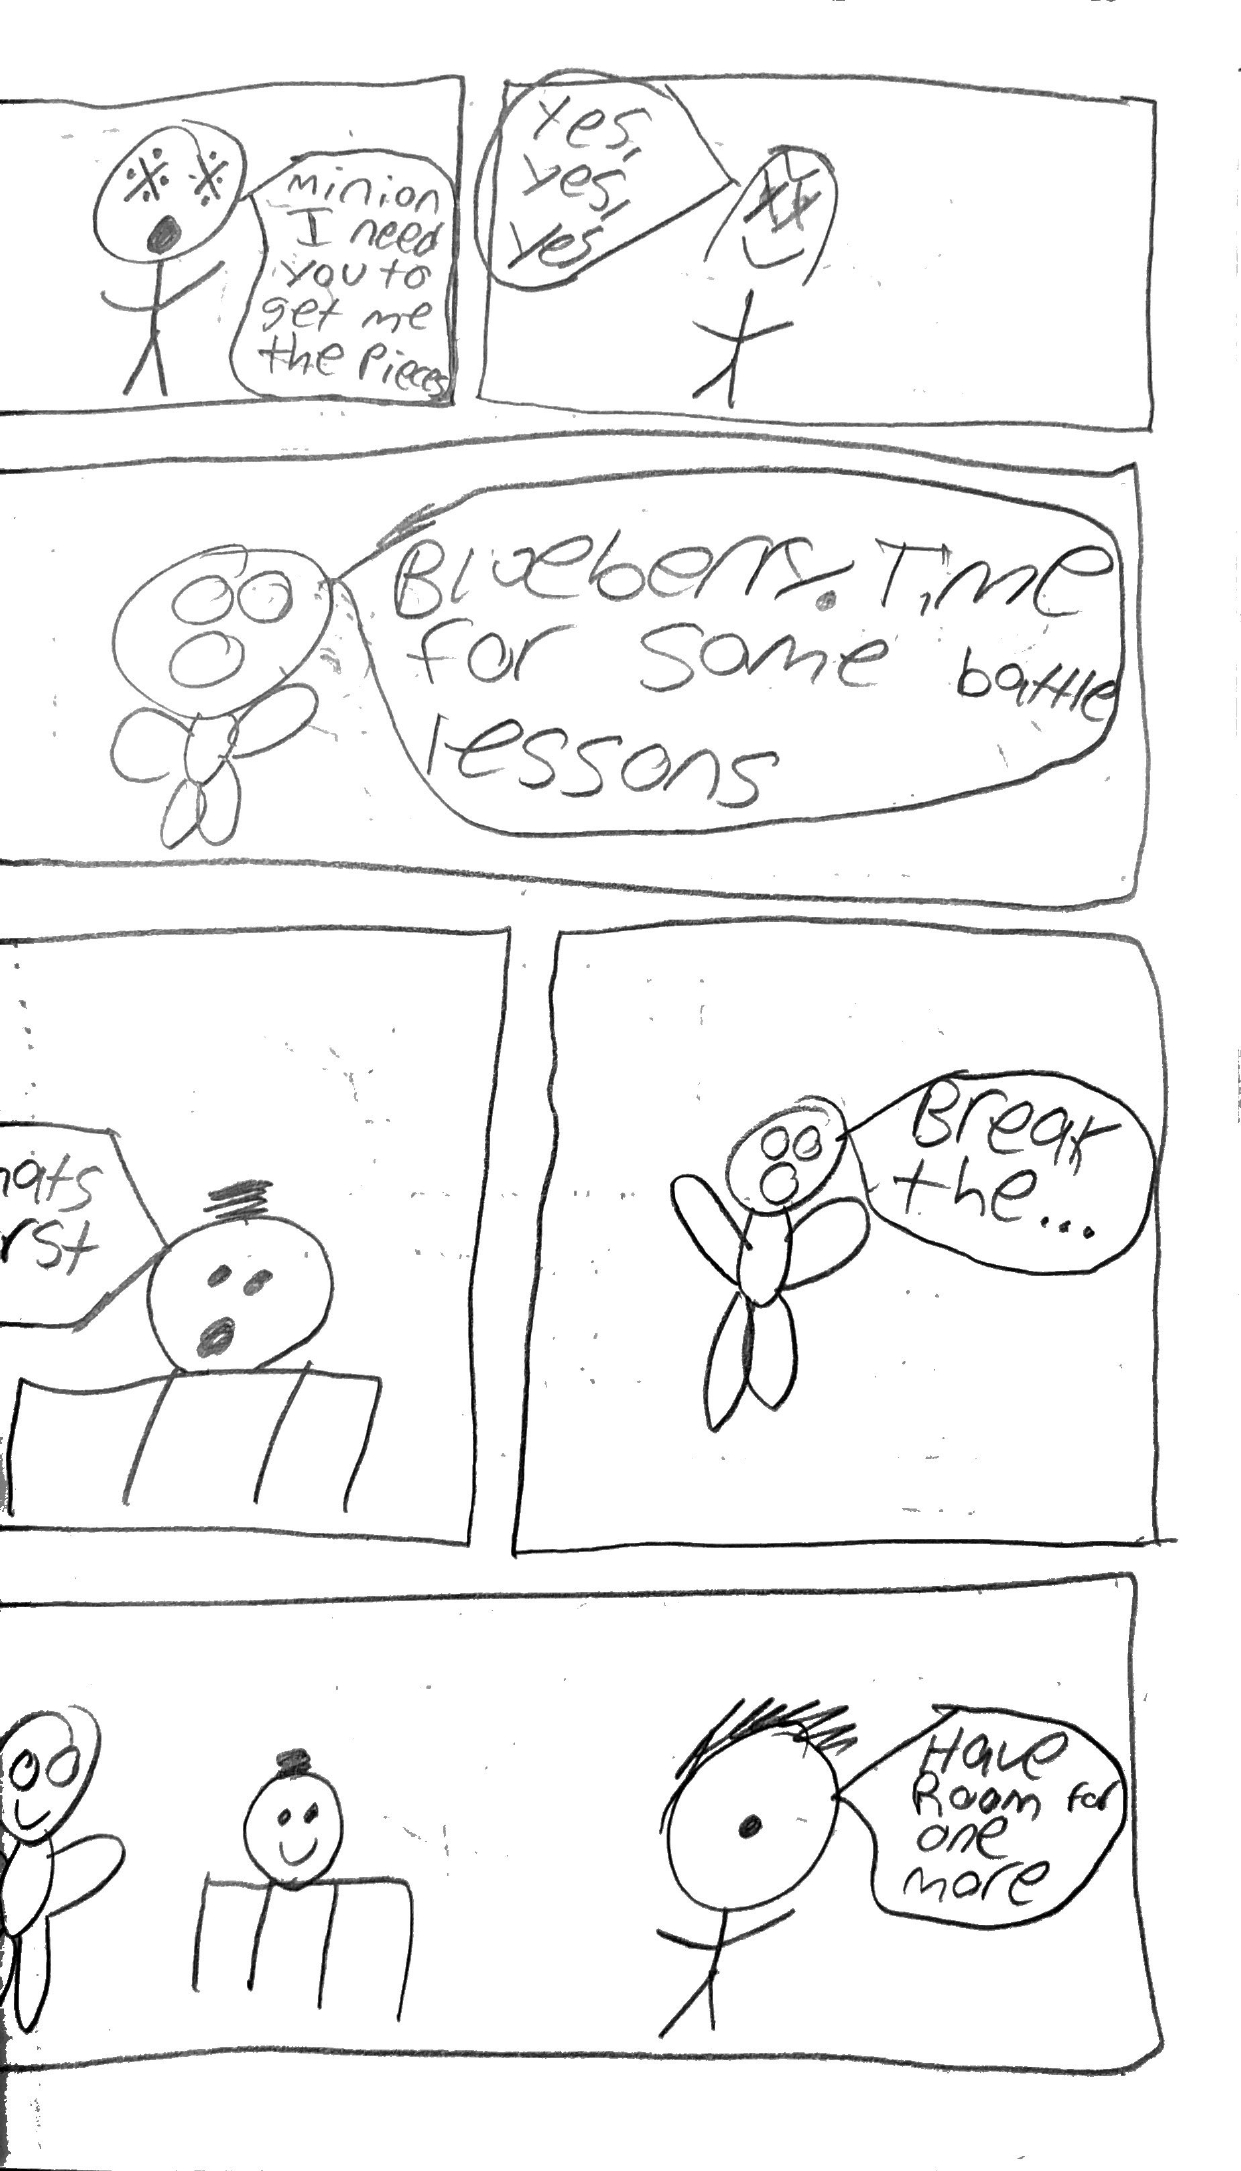 minion
I need
you to
get me
the Pieces
Yes,
yes,
yes
Blueberry. Time
for some battle
lessons
Break
the...
Have
Room for
one
more